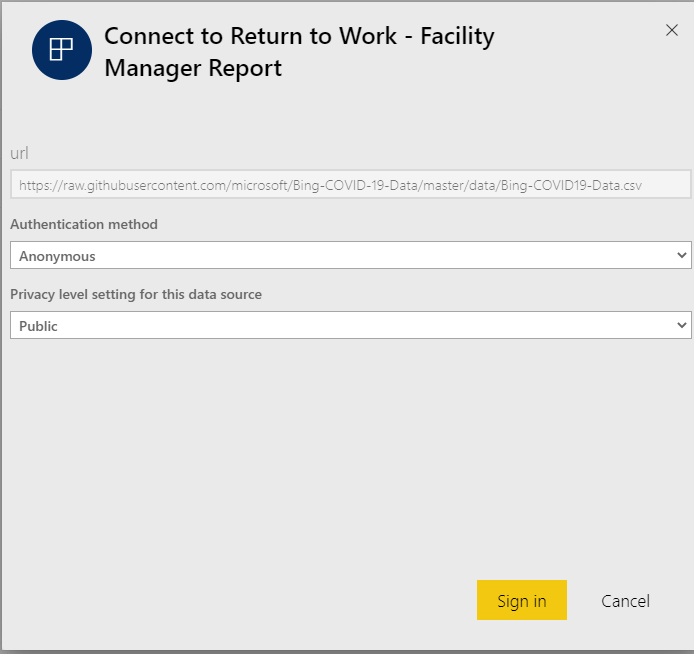 Connect to Return to Work - Facility
Manager Report
url
https://raw.githubusercontent.com/microsoft/Bing-COVID-19-Data/master/data/Bing-COVID19-Data.csv
Authentication method
Anonymous
Privacy level setting for this data source
Public
Sign in
Cancel